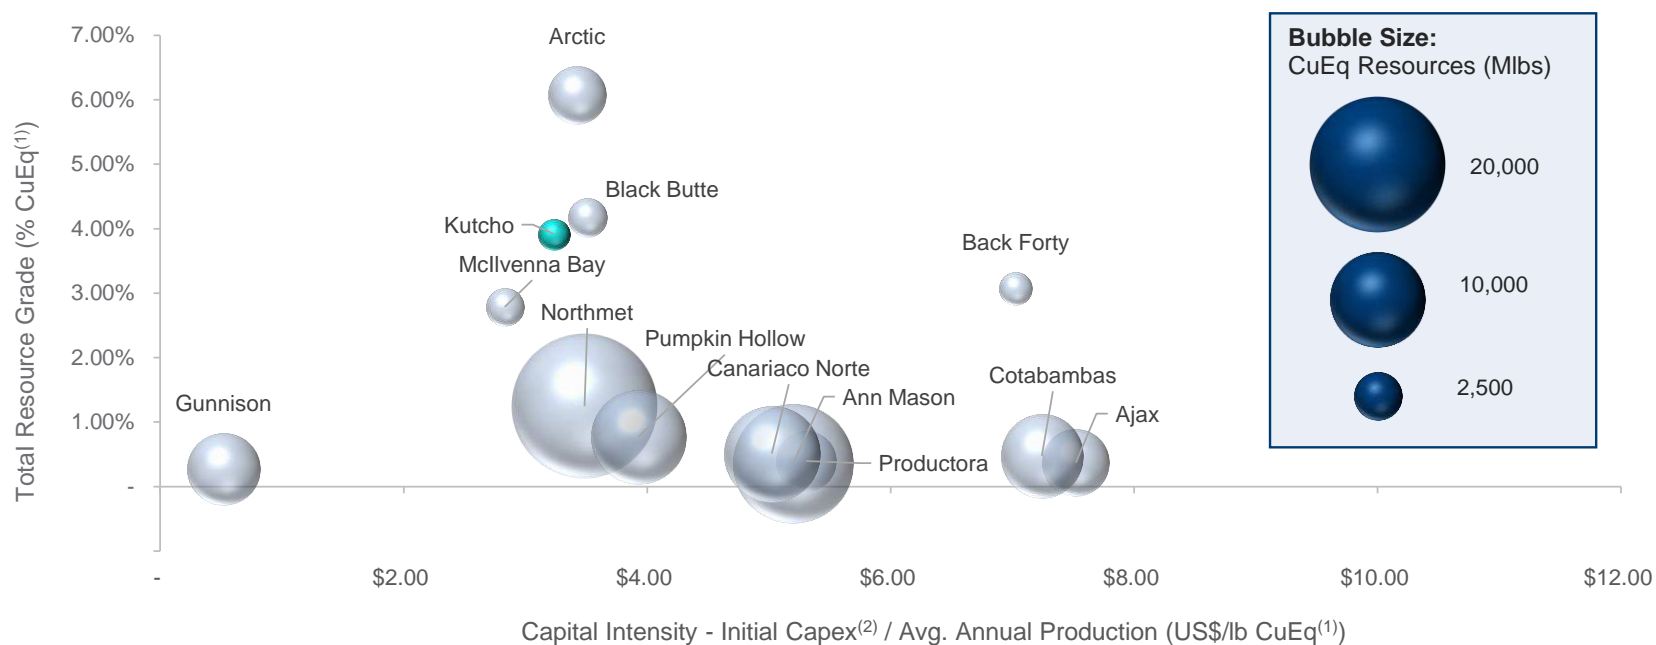 7.00%
6.00%
5.00%
4.00%
3.00%
2.00%
1.00%
-
Total Resource Grade (% CuEq(1))
Arctic
Black Butte
Kutcho
McIlvenna Bay
Back Forty
Northmet
Pumpkin Hollow
Canariaco Norte
Cotabambas
Ann Mason
Gunnison
Ajax
Productora
-
$2.00
$4.00
$6.00
$8.00
$10.00
$12.00
Capital Intensity - Initial Capex(2) / Avg. Annual Production (US$/lb CuEq(1))
Bubble Size:
CuEq Resources (Mlbs)
20,000
10,000
2,500